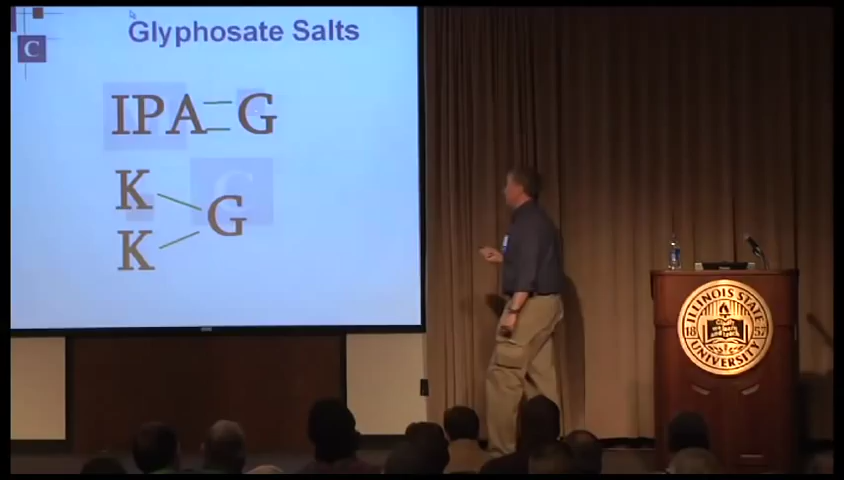 Glyphosate Salts
C
IPA G
K
G
K
ILLINOIS STATE
18 57
UNIVERSITY